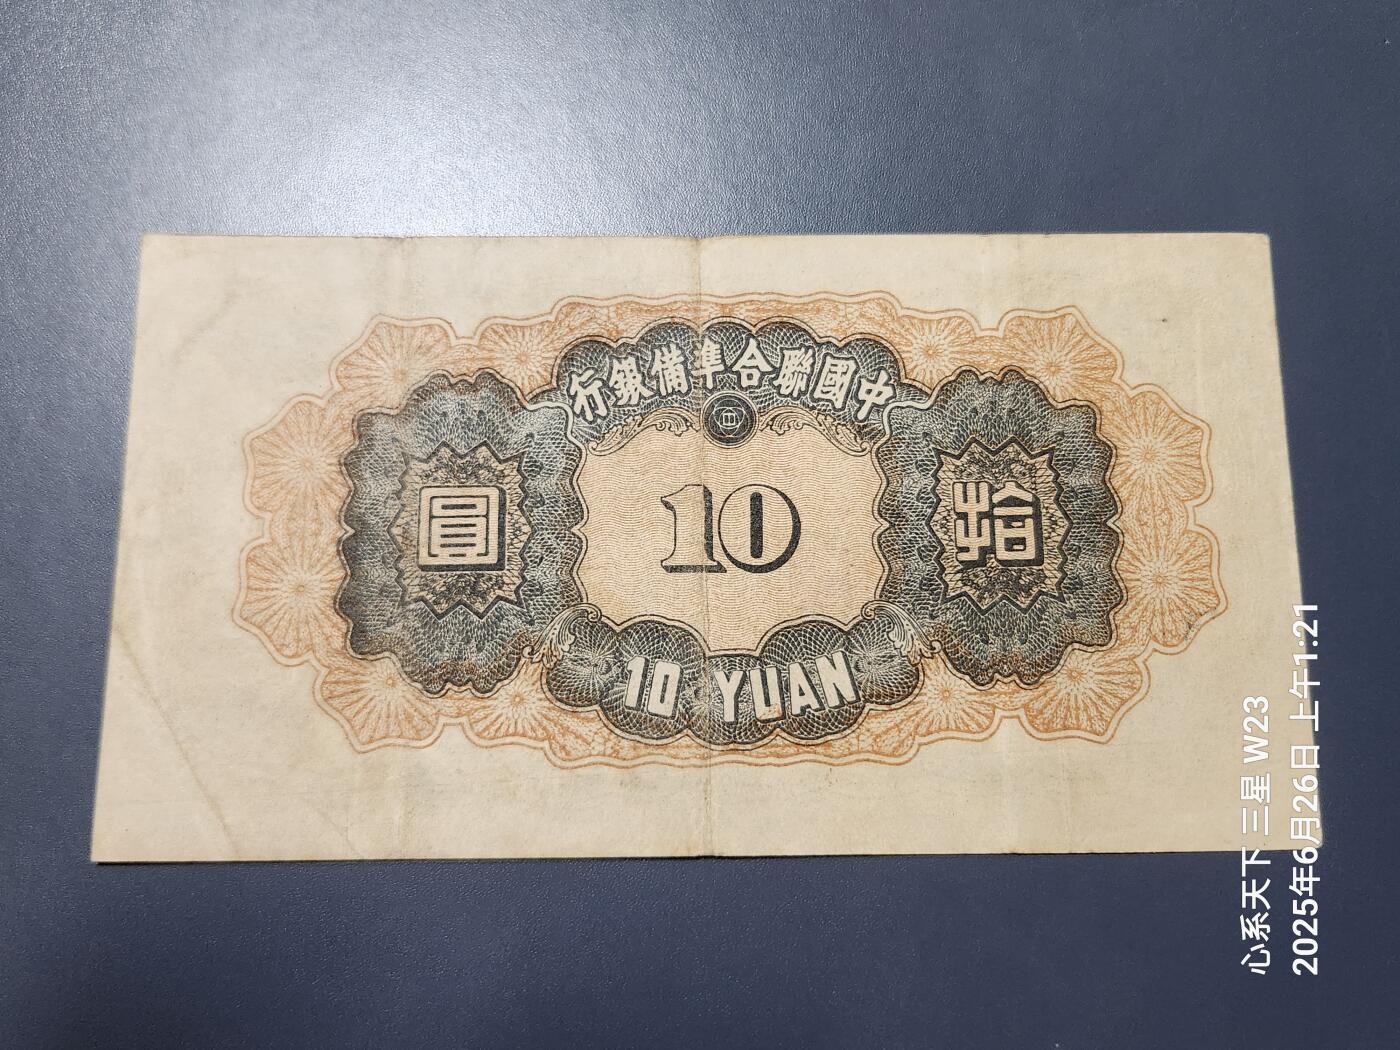 中國聯合準備銀行
拾
10
圓
10 YUAN
心系天下 三星 W23
2025年6月26日 上午1:21